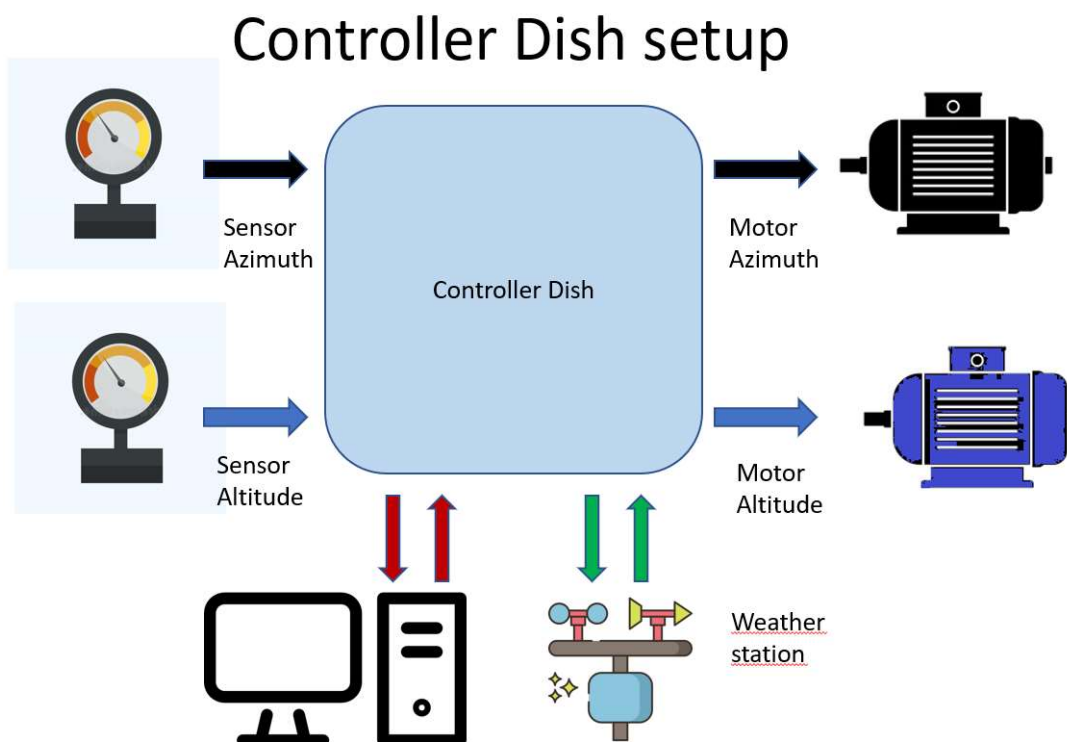 Controller Dish setup
Sensor
Azimuth
Motor
Azimuth
Controller Dish
Sensor
Altitude
Motor
Altitude
Weather
station